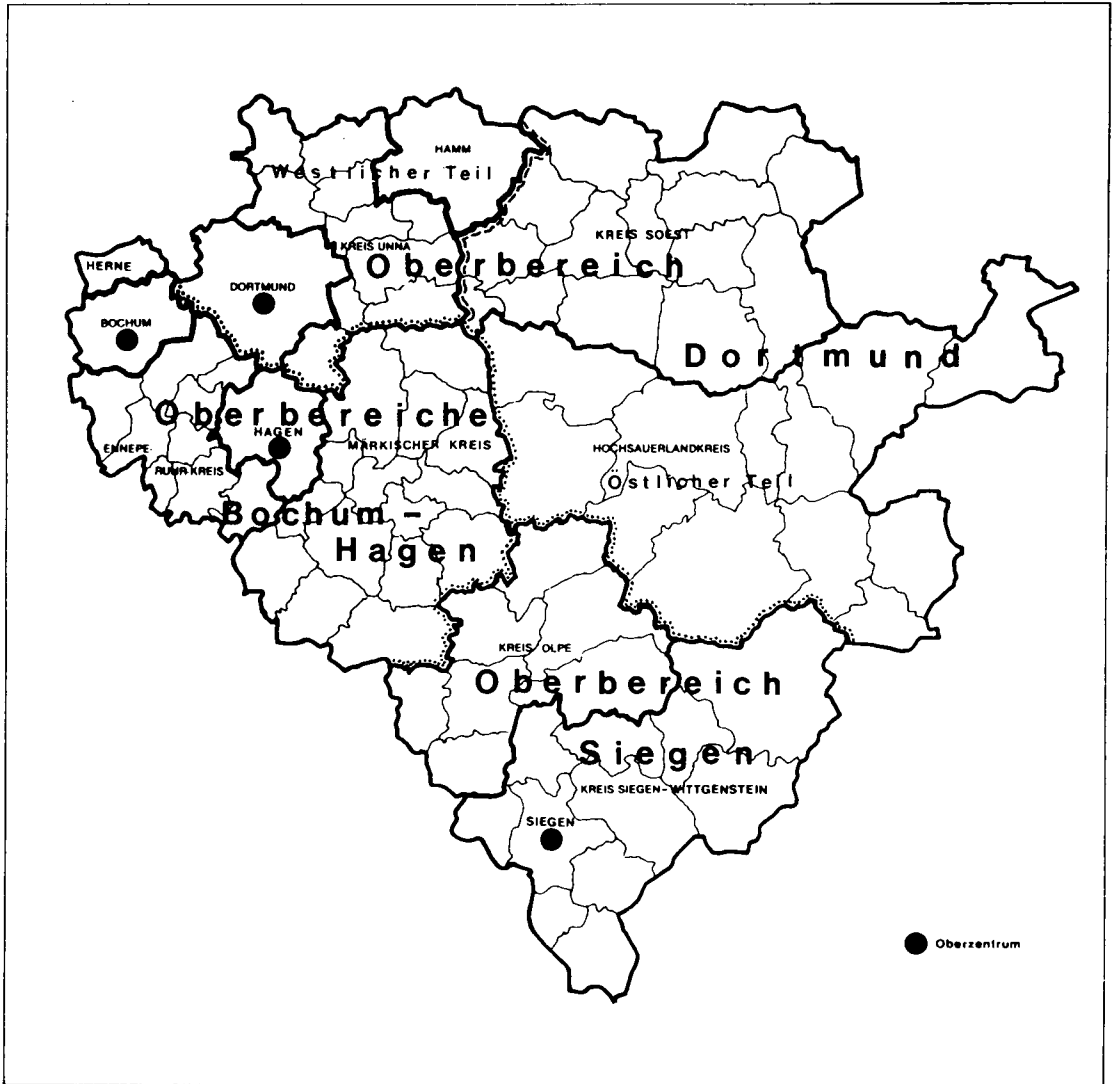 HAMM
Westlicher Teil
KREIS SOEST
KREIS UNNA
Oberbereich
HERNE
DORTMUND
BOCHUM
Dortmund
Oberbereiche
HAGEN
MÄRKISCHER KREIS
ENNEPE-
HOCHSAUERLANDKREIS
RUHR-KREIS
Östlicher Teil
Bochum –
Hagen
KREIS OLPE
Oberbereich
Siegen
KREIS SIEGEN-WITTGENSTEIN
SIEGEN
Oberzentrum